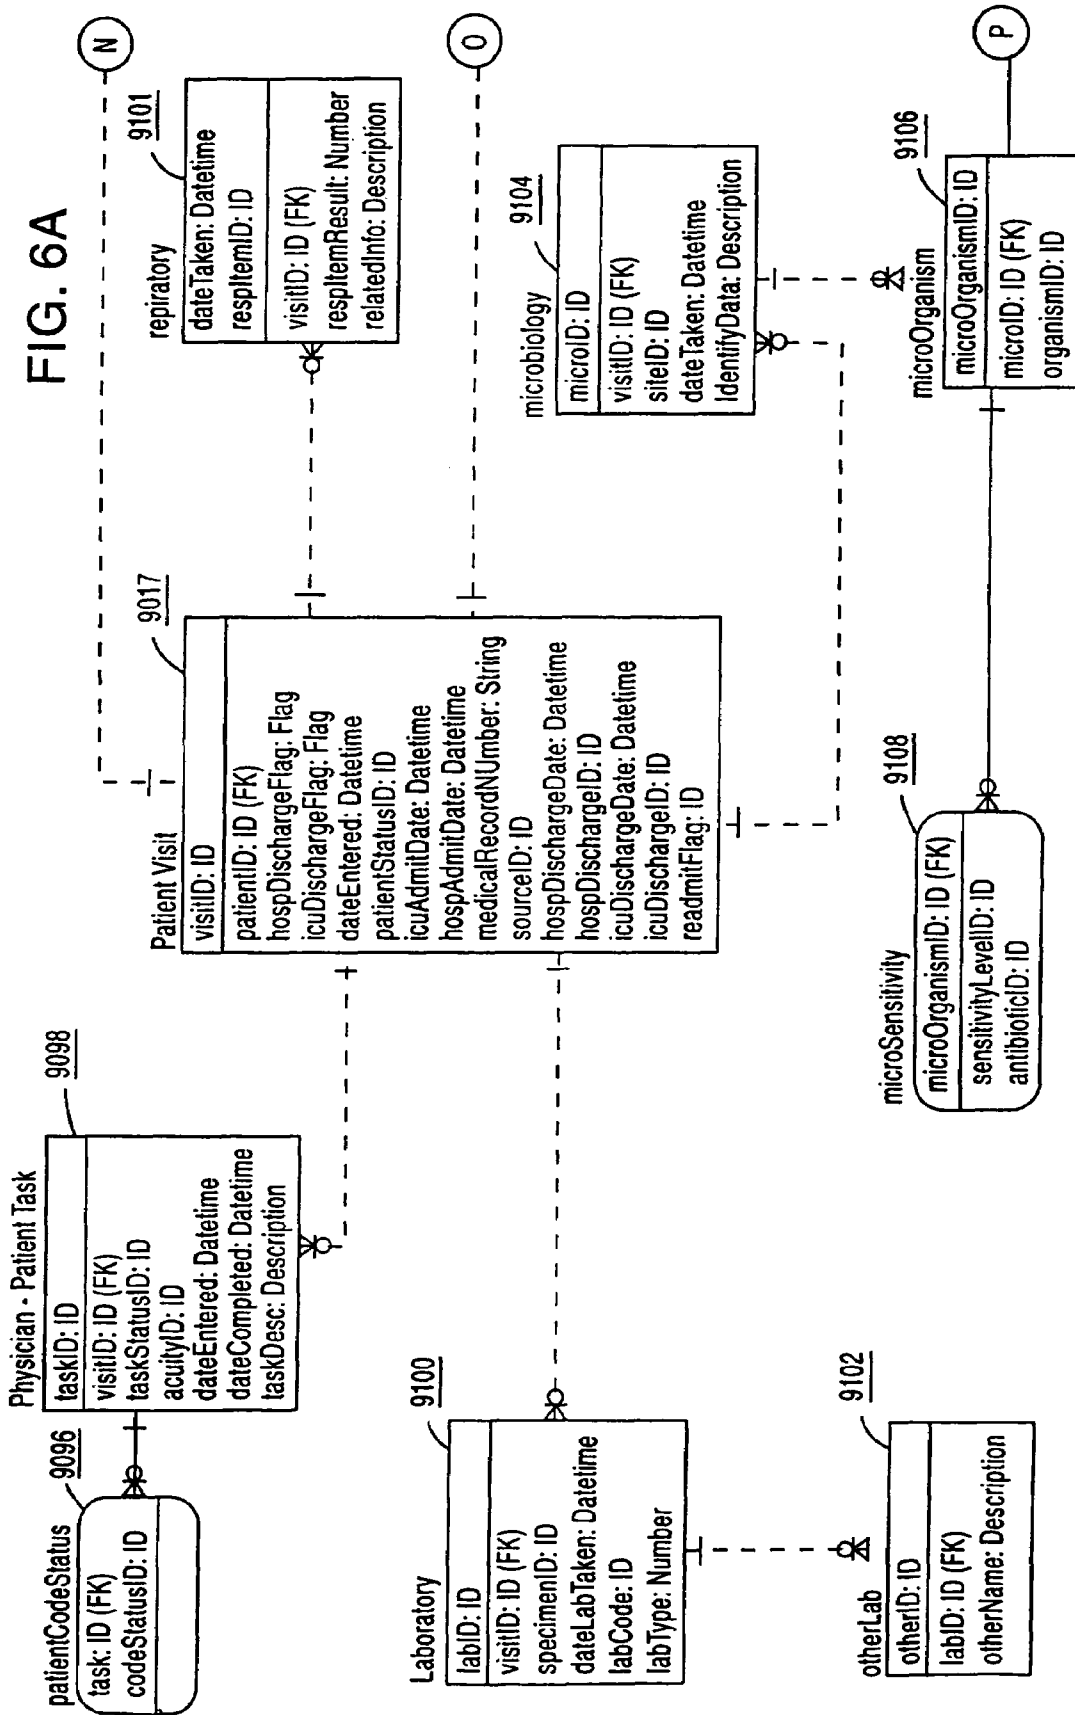 FIG. 6A
N
O
P
patientCodeStatus
9096
task: ID (FK)
codeStatusID: ID
Physician - Patient Task
9098
taskID: ID
visitID: ID (FK)
taskStatusID: ID
acuityID: ID
dateEntered: Datetime
dateCompleted: Datetime
taskDesc: Description
Patient Visit
9017
visitID: ID
patientID: ID (FK)
hospDischargeFlag: Flag
icuDischargeFlag: Flag
dateEntered: Datetime
patientStatusID: ID
icuAdmitDate: Datetime
hospAdmitDate: Datetime
medicalRecordNUmber: String
sourceID: ID
hospDischargeDate: Datetime
hospDischargeID: ID
icuDischargeDate: Datetime
icuDischargeID: ID
readmitFlag: ID
repiratory
9101
dateTaken: Datetime
respItemID: ID
visitID: ID (FK)
respItemResult: Number
relatedInfo: Description
Laboratory
9100
labID: ID
visitID: ID (FK)
specimenID: ID
dateLabTaken: Datetime
labCode: ID
labType: Number
microbiology
9104
microID: ID
visitID: ID (FK)
siteID: ID
dateTaken: Datetime
IdentifyData: Description
otherLab
9102
otherID: ID
labID: ID (FK)
otherName: Description
microSensitivity
9108
microOrganismID: ID (FK)
sensitivityLevelID: ID
antibioticID: ID
microOrganism
9106
microOrganismID: ID
microID: ID (FK)
organismID: ID